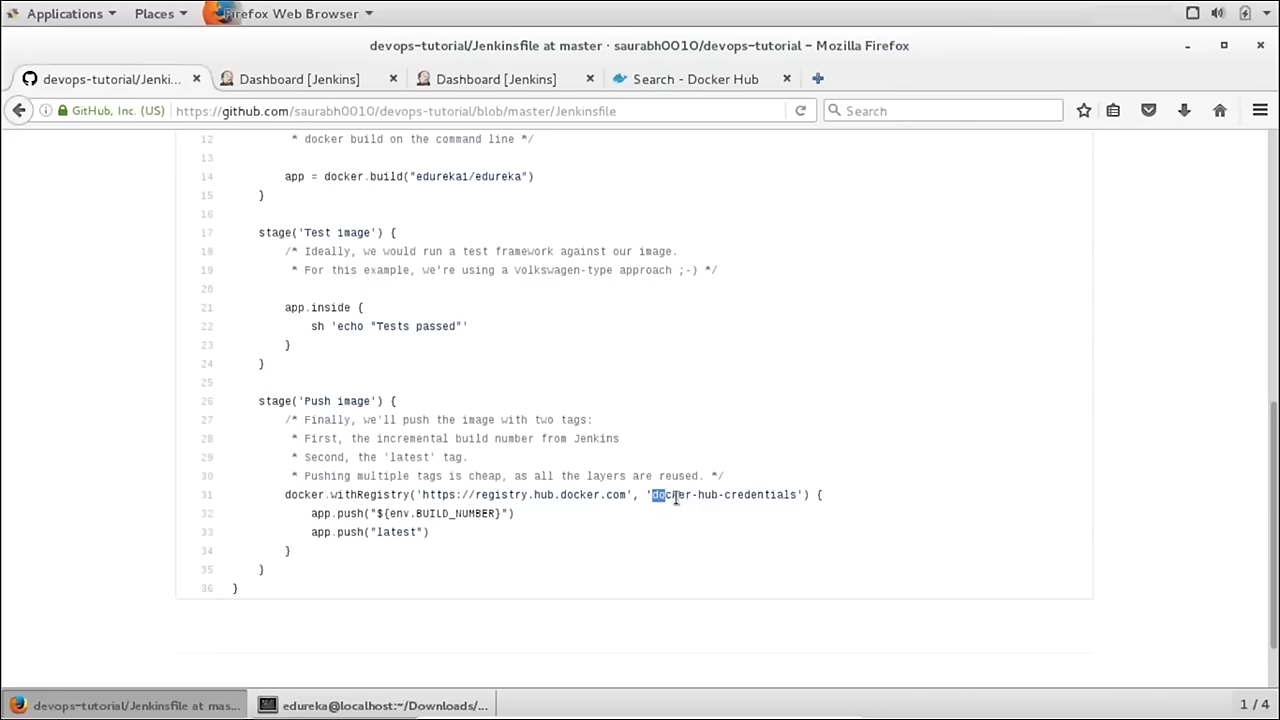 Applications Places Firefox Web Browser
devops-tutorial/Jenkinsfile at master · saurabh0010/devops-tutorial – Mozilla Firefox
devops-tutorial/Jenki... Dashboard [Jenkins] Dashboard [Jenkins] Search - Docker Hub
GitHub, Inc. (US) https://github.com/saurabh0010/devops-tutorial/blob/master/Jenkinsfile Search
12 * docker build on the command line */
13
14 app = docker.build("edureka1/edureka")
15 }
16
17 stage('Test image') {
18 /* Ideally, we would run a test framework against our image.
19 * For this example, we're using a Volkswagen-type approach ;-) */
20
21 app.inside {
22 sh 'echo "Tests passed"'
23 }
24 }
25
26 stage('Push image') {
27 /* Finally, we'll push the image with two tags:
28 * First, the incremental build number from Jenkins
29 * Second, the 'latest' tag.
30 * Pushing multiple tags is cheap, as all the layers are reused. */
31 docker.withRegistry('https://registry.hub.docker.com', 'docker-hub-credentials') {
32 app.push("${env.BUILD_NUMBER}")
33 app.push("latest")
34 }
35 }
36 }
devops-tutorial/Jenkinsfile at mas... edureka@localhost:~/Downloads/... 1 / 4